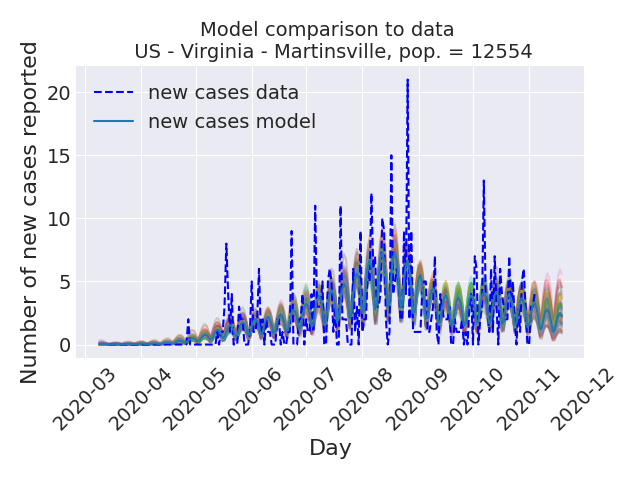 Model comparison to data
US - Virginia - Martinsville, pop. = 12554
Number of new cases reported
20
15
10
5
0
new cases data
new cases model
2020-03
2020-04
2020-05
2020-06
2020-07
2020-08
2020-09
2020-10
2020-11
2020-12
Day